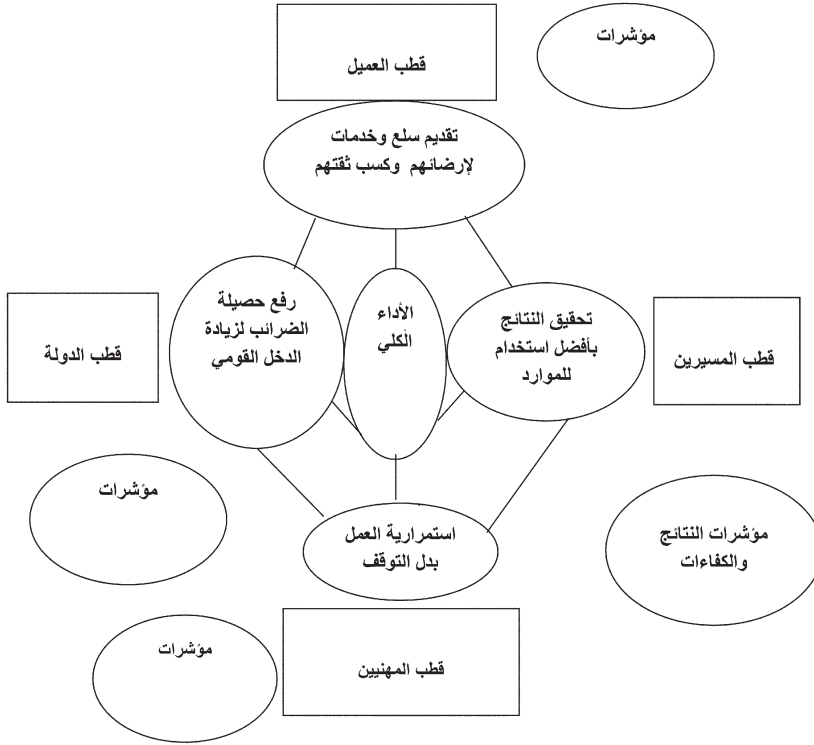 مؤشرات
قطب العميل
تقديم سلع وخدمات
لإرضائهم وكسب ثقتهم
تحقيق النتائج
بأفضل استخدام
للموارد
قطب المسيرين
الأداء
الكلي
رفع حصيلة
الضرائب لزيادة
الدخل القومي
قطب الدولة
مؤشرات النتائج
والكفاءات
مؤشرات
استمرارية العمل
بدل التوقف
قطب المهنيين
مؤشرات